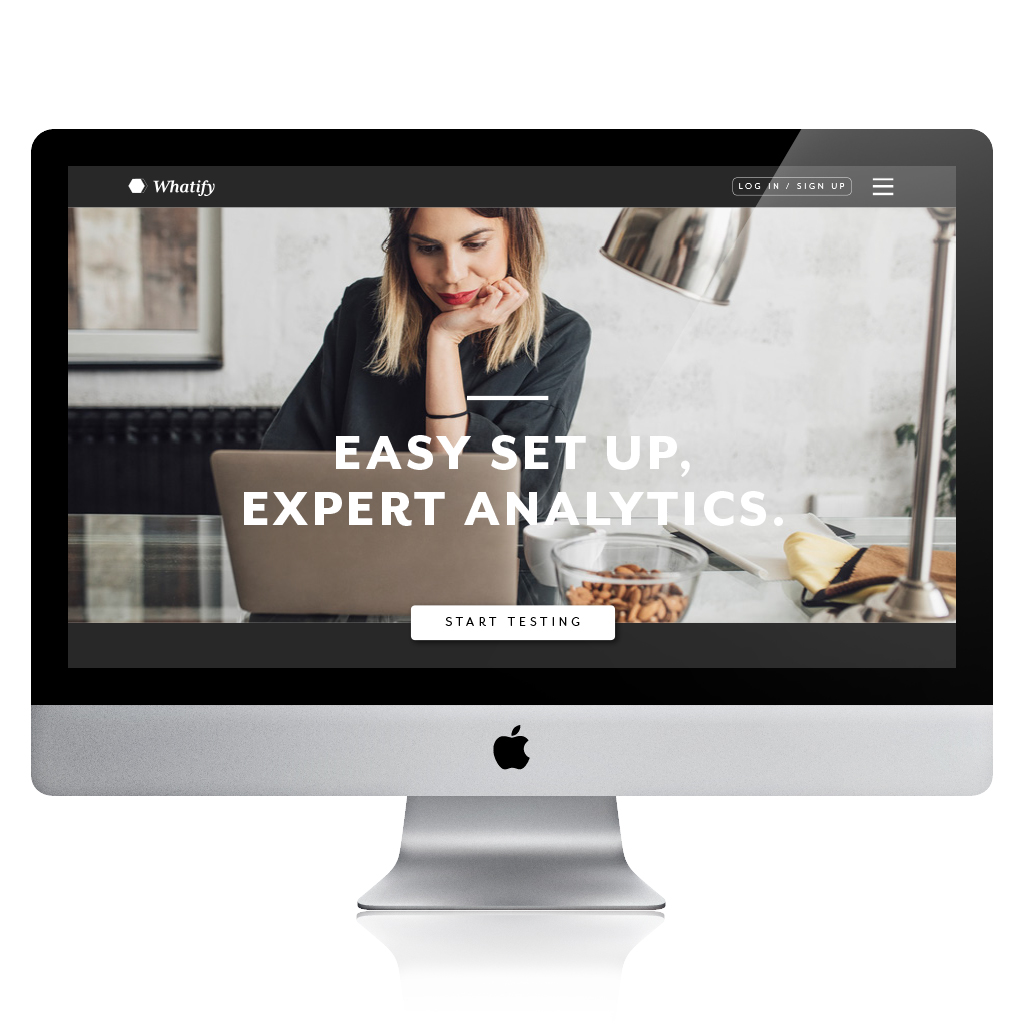 Whatify
LOG IN / SIGN UP
EASY SET UP,
EXPERT ANALYTICS.
START TESTING